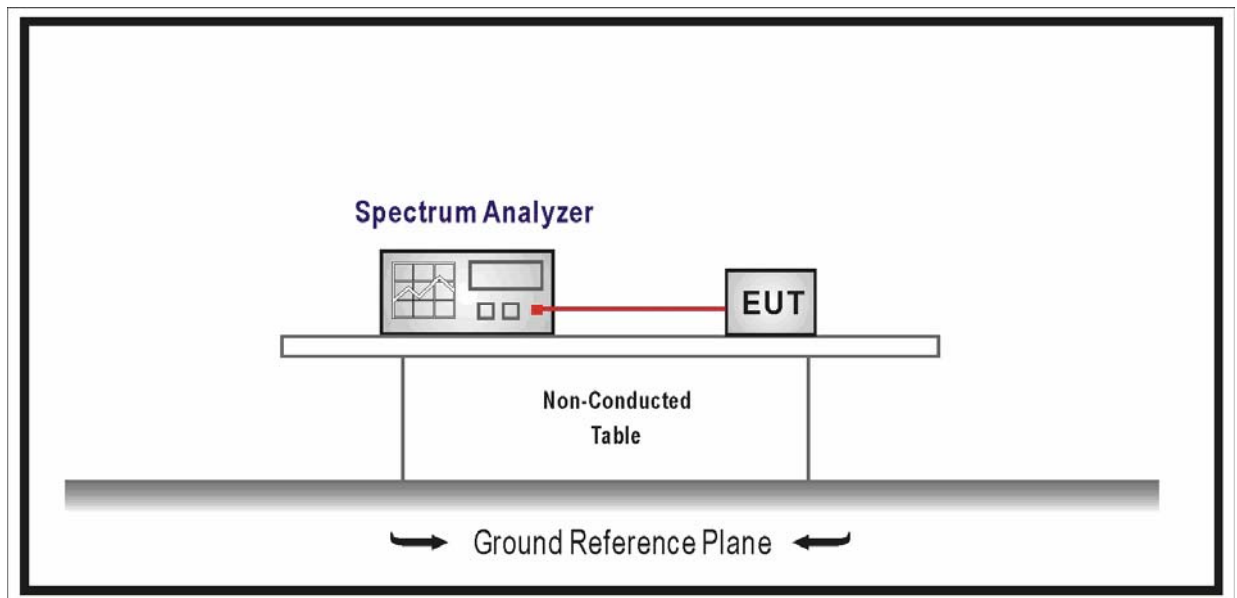 Spectrum Analyzer
EUT
Non-Conducted
Table
Ground Reference Plane